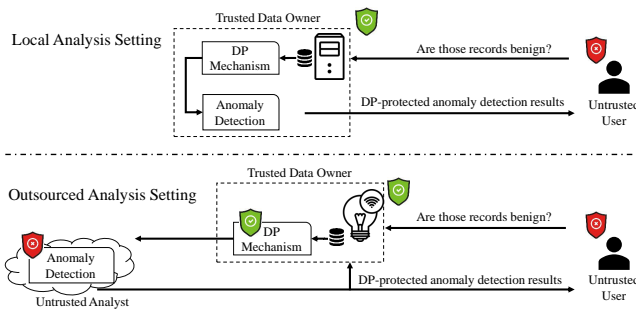 Trusted Data Owner
Local Analysis Setting
DP
Mechanism
Are those records benign?
Anomaly
Detection
DP-protected anomaly detection results
Untrusted
User
Trusted Data Owner
Outsourced Analysis Setting
DP
Mechanism
Are those records benign?
Anomaly
Detection
DP-protected anomaly detection results
Untrusted Analyst
Untrusted
User